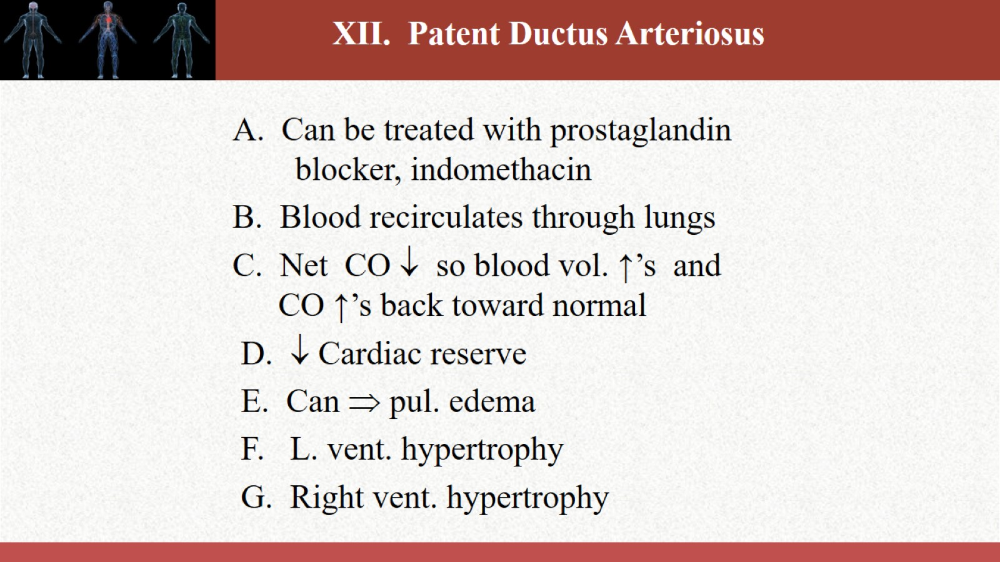 XII. Patent Ductus Arteriosus
A. Can be treated with prostaglandin
blocker, indomethacin
B. Blood recirculates through lungs
C. Net CO ↓ so blood vol. ↑’s and
CO ↑’s back toward normal
D. ↓ Cardiac reserve
E. Can ⇒ pul. edema
F. L. vent. hypertrophy
G. Right vent. hypertrophy